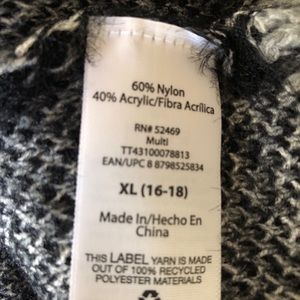 60% Nylon
40% Acrylic/Fibra Acrílica
RN# 52469
Multi
TT43100078813
EAN/UPC 8 8798525834
XL (16-18)
Made In/Hecho En
China
THIS LABEL YARN IS MADE
OUT OF 100% RECYCLED
POLYESTER MATERIALS